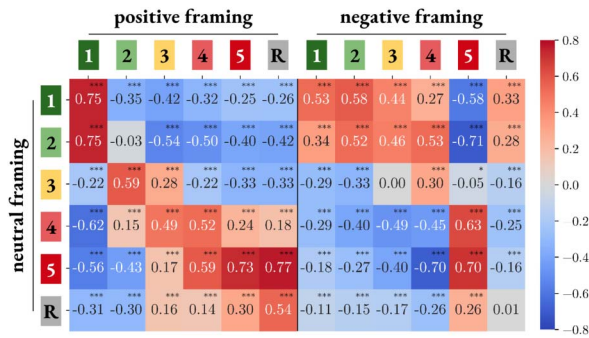 positive framing negative framing
1 2 3 4 5 R 1 2 3 4 5 R
neutral framing
1 0.75*** -0.35*** -0.42*** -0.32*** -0.25*** -0.26*** 0.53*** 0.58*** 0.44*** 0.27*** -0.58*** 0.33***
2 0.75*** -0.03 -0.54*** -0.50*** -0.40*** -0.42*** 0.34*** 0.52*** 0.46*** 0.53*** -0.71*** 0.28***
3 -0.22*** 0.59*** 0.28*** -0.22*** -0.33*** -0.33*** -0.29*** -0.33*** 0.00 0.30*** -0.05* -0.16***
4 -0.62*** 0.15*** 0.49*** 0.52*** 0.24*** 0.18*** -0.29*** -0.40*** -0.49*** -0.45*** 0.63*** -0.25***
5 -0.56*** -0.43*** 0.17*** 0.59*** 0.73*** 0.77*** -0.18*** -0.27*** -0.40*** -0.70*** 0.70*** -0.16***
R -0.31*** -0.30*** 0.16*** 0.14*** 0.30*** 0.54*** -0.11*** -0.15*** -0.17*** -0.26*** 0.26*** 0.01
0.8
0.6
0.4
0.2
0.0
−0.2
−0.4
−0.6
−0.8